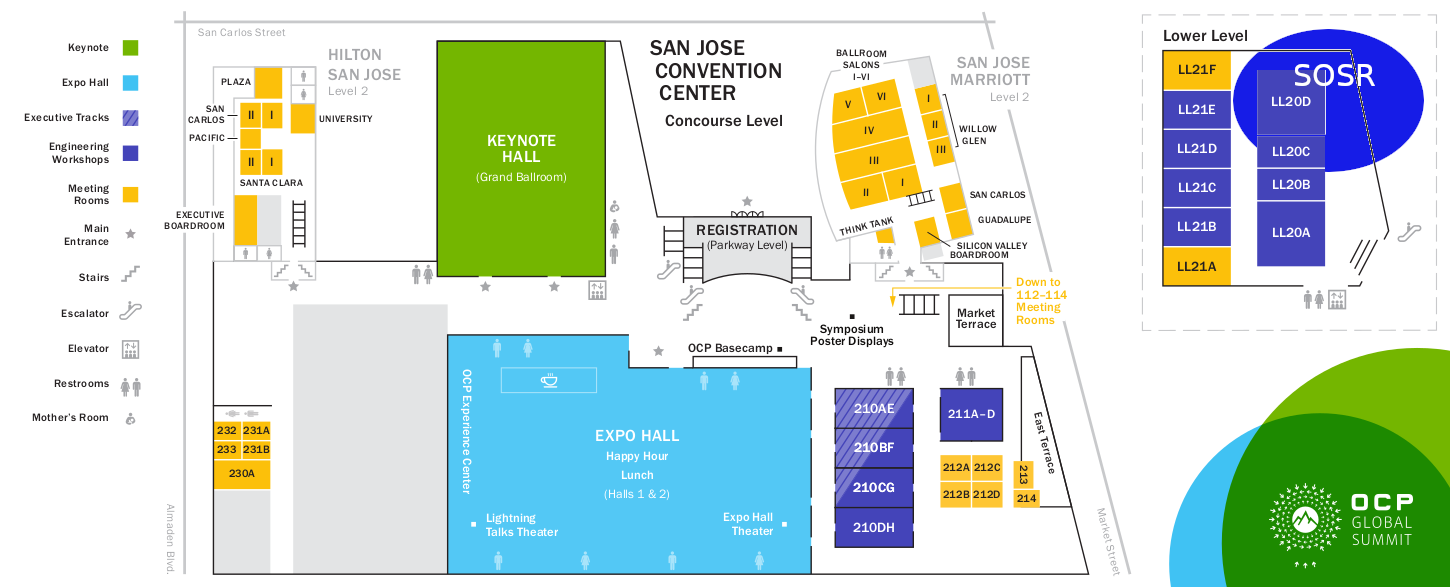 Keynote
Expo Hall
Executive Tracks
Engineering
Workshops
Meeting
Rooms
Main
Entrance
Stairs
Escalator
Elevator
Restrooms
Mother's Room
San Carlos Street
HILTON
SAN JOSE
Level 2
PLAZA
SAN
CARLOS
II
I
UNIVERSITY
PACIFIC
II
I
SANTA CLARA
EXECUTIVE
BOARDROOM
KEYNOTE
HALL
(Grand Ballroom)
SAN JOSE
CONVENTION
CENTER
Concourse Level
REGISTRATION
(Parkway Level)
BALLROOM
SALONS
I–VI
SAN JOSE
MARRIOTT
Level 2
V
VI
IV
III
II
I
I
II
III
WILLOW
GLEN
SAN CARLOS
GUADALUPE
THINK TANK
SILICON VALLEY
BOARDROOM
Down to
112–114
Meeting
Rooms
Market
Terrace
Symposium
Poster Displays
OCP Basecamp
OCP Experience Center
EXPO HALL
Happy Hour
Lunch
(Halls 1 & 2)
Lightning
Talks Theater
Expo Hall
Theater
232
231A
233
231B
230A
210AE
210BF
210CG
210DH
211A–D
212A
212C
212B
212D
213
214
East Terrace
Almaden Blvd.
Market Street
Lower Level
LL21F
LL21E
LL21D
LL21C
LL21B
LL21A
SOSR
LL20D
LL20C
LL20B
LL20A
OCP
GLOBAL
SUMMIT